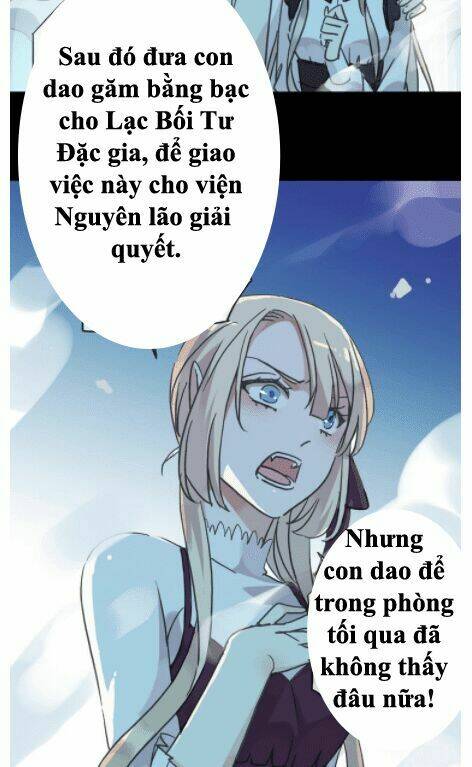 Sau đó đưa con
dao găm bằng bạc
cho Lạc Bối Tư
Đặc gia, để giao
việc này cho viện
Nguyên lão giải
quyết.
Nhưng
con dao để
trong phòng
tối qua đã
không thấy
đâu nữa!